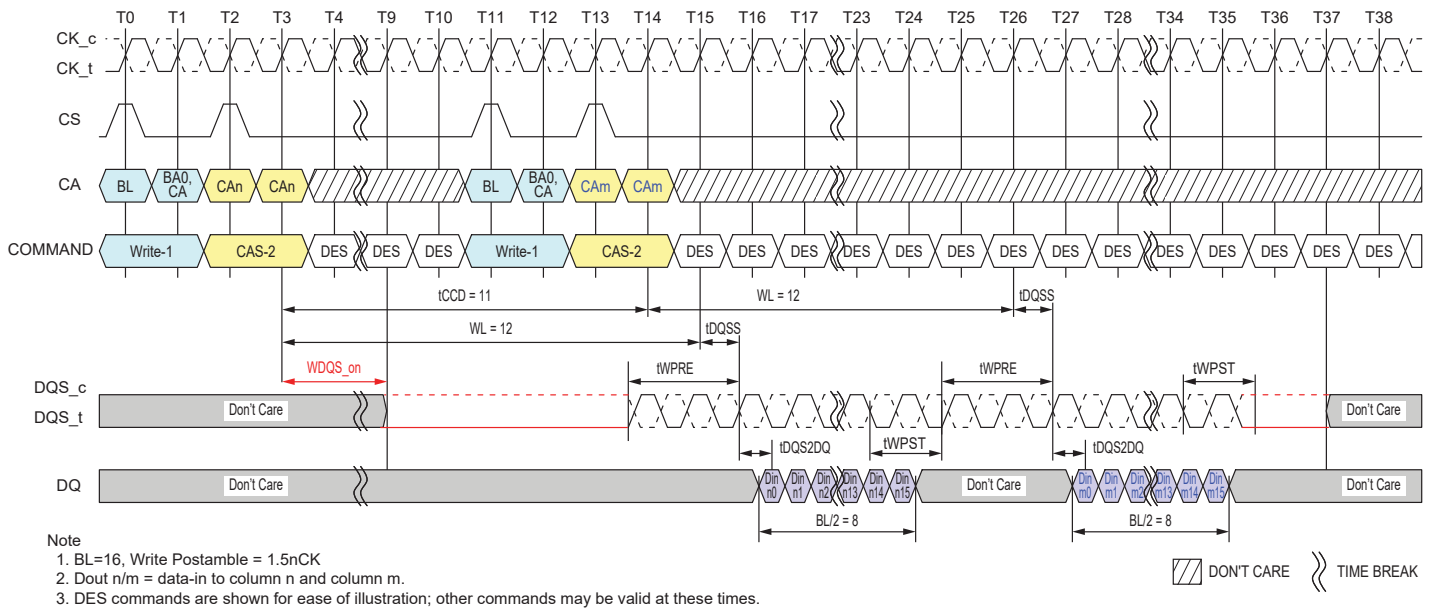 T0 T1 T2 T3 T4 T9 T10 T11 T12 T13 T14 T15 T16 T17 T23 T24 T25 T26 T27 T28 T34 T35 T36 T37 T38
CK_c
CK_t
CS
CA
BL BA0, CA CAn CAn BL BA0, CA CAm CAm
COMMAND
Write-1 CAS-2 DES DES DES Write-1 CAS-2 DES DES DES DES DES DES DES DES DES DES DES DES DES DES
tCCD = 11 WL = 12 tDQSS
WL = 12 tDQSS
WDQS_on tWPRE tWPRE tWPST
DQS_c
DQS_t
Don't Care Don't Care
tDQS2DQ tWPST tDQS2DQ
DQ
Don't Care Din n0 Din n1 Din n2 Din n13 Din n14 Din n15 Don't Care Din m0 Din m1 Din m2 Din m13 Din m14 Din m15 Don't Care
BL/2 = 8 BL/2 = 8
Note
1. BL=16, Write Postamble = 1.5nCK
2. Dout n/m = data-in to column n and column m.
3. DES commands are shown for ease of illustration; other commands may be valid at these times.
DON'T CARE TIME BREAK